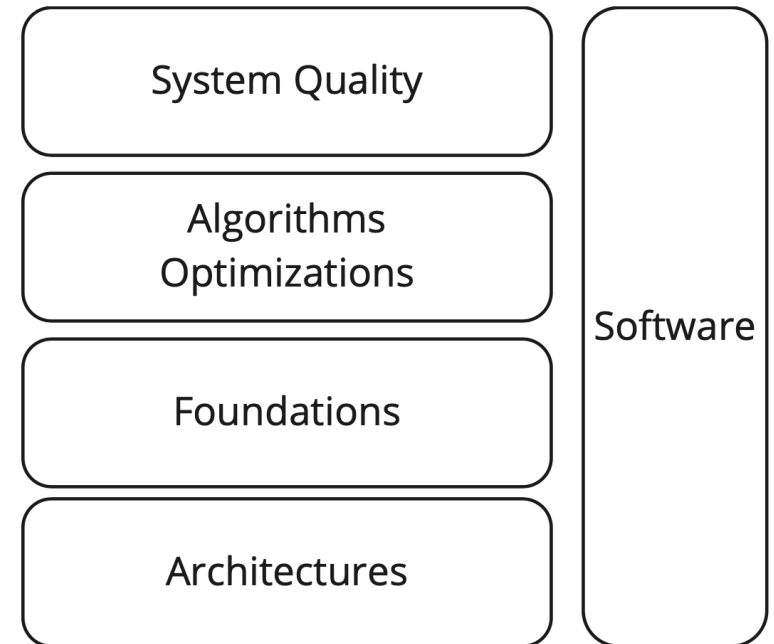 System Quality
Algorithms
Optimizations
Foundations
Architectures
Software